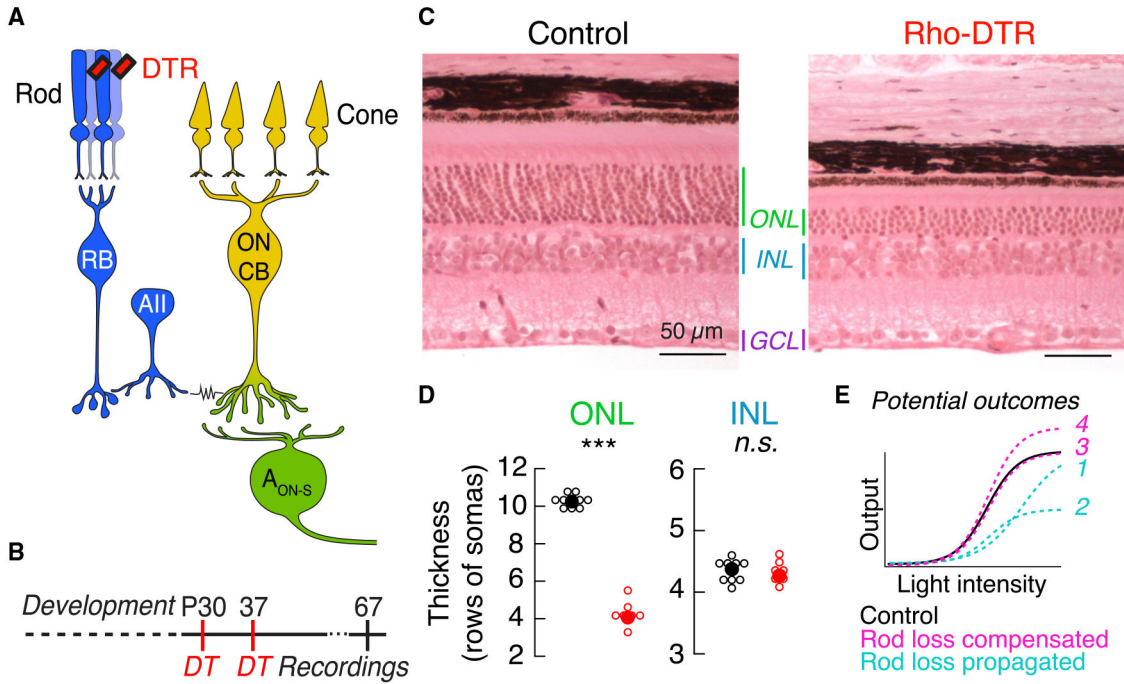 A
Rod
DTR
Cone
RB
AII
ON
CB
A_ON-S
B
Development P30 37 67
DT DT Recordings
C
Control Rho-DTR
ONL
INL
GCL
50 µm
D
ONL INL
*** n.s.
Thickness
(rows of somas)
12
10
8
6
4
2
6
5
4
3
E
Potential outcomes
4
3
1
2
Output
Light intensity
Control
Rod loss compensated
Rod loss propagated